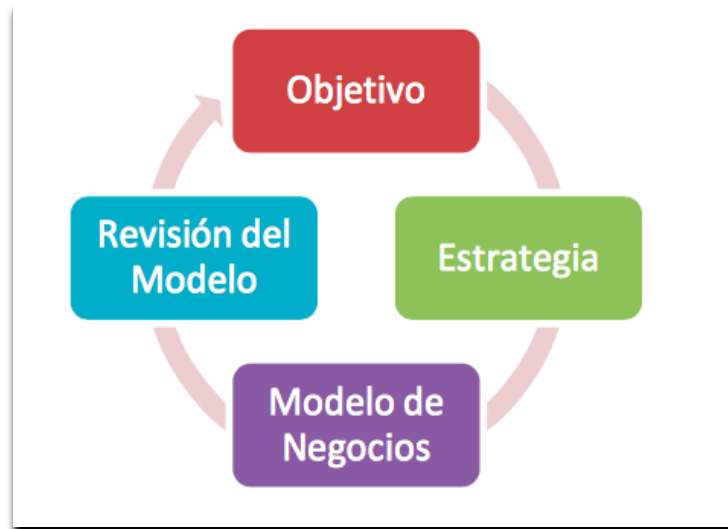 Objetivo
Estrategia
Modelo de
Negocios
Revisión del
Modelo